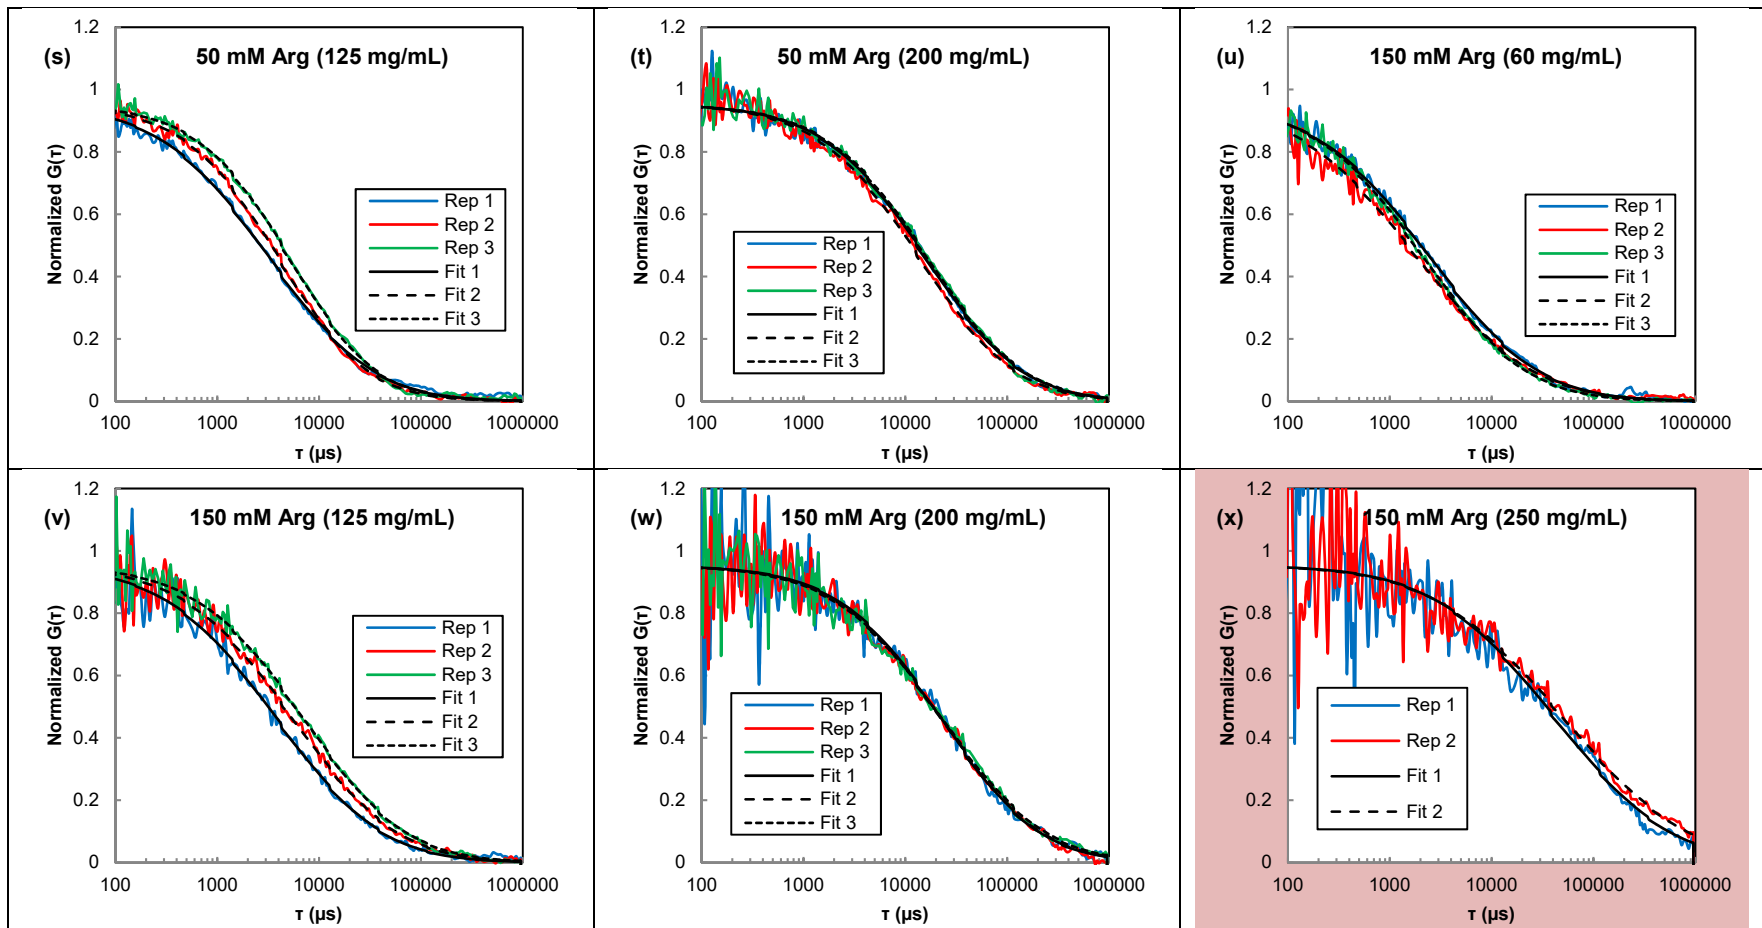 (s) 50 mM Arg (125 mg/mL)
Normalized G(τ)
1.2
1
0.8
0.6
0.4
0.2
0
Rep 1
Rep 2
Rep 3
Fit 1
Fit 2
Fit 3
100 1000 10000 100000 1000000
τ (µs)
(t) 50 mM Arg (200 mg/mL)
Normalized G(τ)
1.2
1
0.8
0.6
0.4
0.2
0
Rep 1
Rep 2
Rep 3
Fit 1
Fit 2
Fit 3
100 1000 10000 100000 1000000
τ (µs)
(u) 150 mM Arg (60 mg/mL)
Normalized G(τ)
1.2
1
0.8
0.6
0.4
0.2
0
Rep 1
Rep 2
Rep 3
Fit 1
Fit 2
Fit 3
100 1000 10000 100000 1000000
τ (µs)
(v) 150 mM Arg (125 mg/mL)
Normalized G(τ)
1.2
1
0.8
0.6
0.4
0.2
0
Rep 1
Rep 2
Rep 3
Fit 1
Fit 2
Fit 3
100 1000 10000 100000 1000000
τ (µs)
(w) 150 mM Arg (200 mg/mL)
Normalized G(τ)
1.2
1
0.8
0.6
0.4
0.2
0
Rep 1
Rep 2
Rep 3
Fit 1
Fit 2
Fit 3
100 1000 10000 100000 1000000
τ (µs)
(x) 150 mM Arg (250 mg/mL)
Normalized G(τ)
1.2
1
0.8
0.6
0.4
0.2
0
Rep 1
Rep 2
Fit 1
Fit 2
100 1000 10000 100000 1000000
τ (µs)